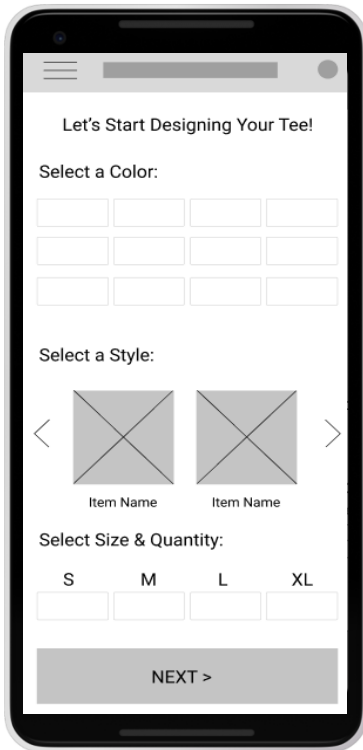 Let's Start Designing Your Tee!
Select a Color:
Select a Style:
Item Name Item Name
Select Size & Quantity:
S M L XL
NEXT >